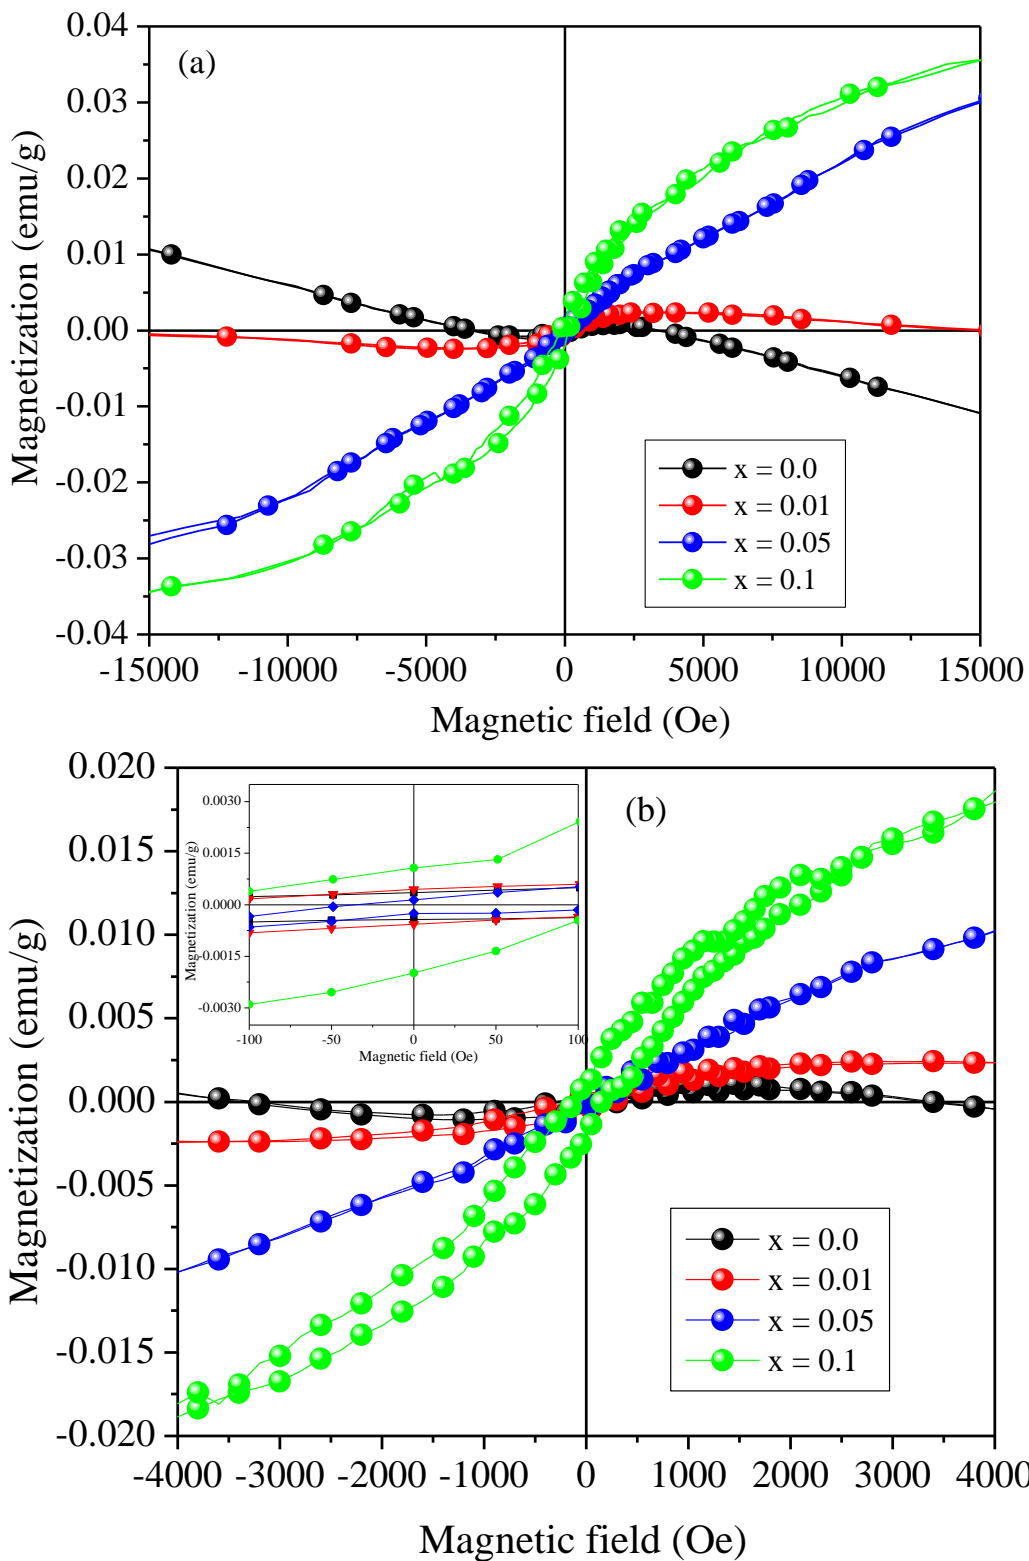 (a)
Magnetization (emu/g)
0.04
0.03
0.02
0.01
0.00
-0.01
-0.02
-0.03
-0.04
x = 0.0
x = 0.01
x = 0.05
x = 0.1
-15000 -10000 -5000 0 5000 10000 15000
Magnetic field (Oe)
(b)
Magnetization (emu/g)
0.020
0.015
0.010
0.005
0.000
-0.005
-0.010
-0.015
-0.020
Magnetization (emu/g)
0.0030
0.0015
0.0000
-0.0015
-0.0030
-100 -50 0 50 100
Magnetic field (Oe)
x = 0.0
x = 0.01
x = 0.05
x = 0.1
-4000 -3000 -2000 -1000 0 1000 2000 3000 4000
Magnetic field (Oe)